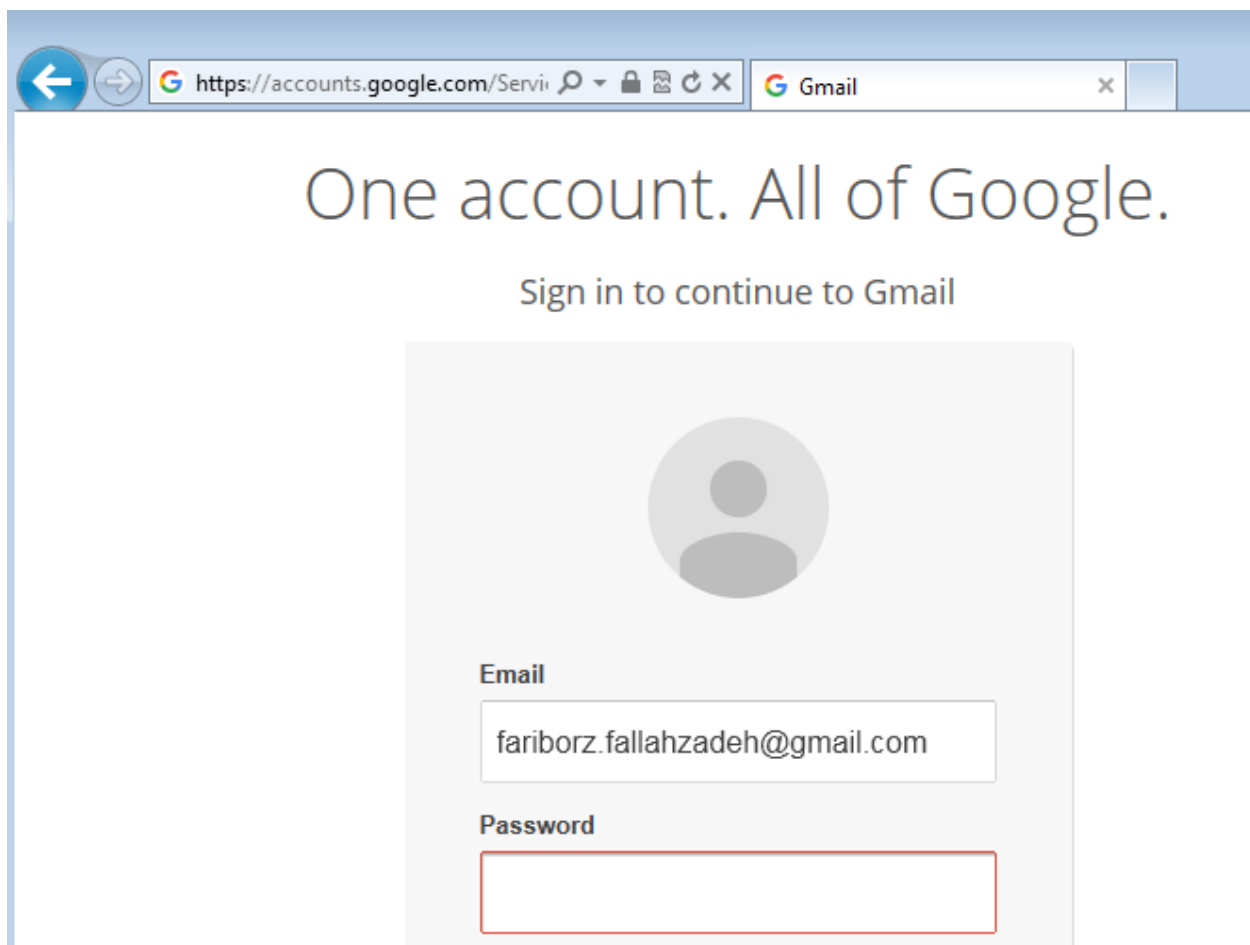 https://accounts.google.com/Servi
Gmail
One account. All of Google.
Sign in to continue to Gmail
Email
fariborz.fallahzadeh@gmail.com
Password